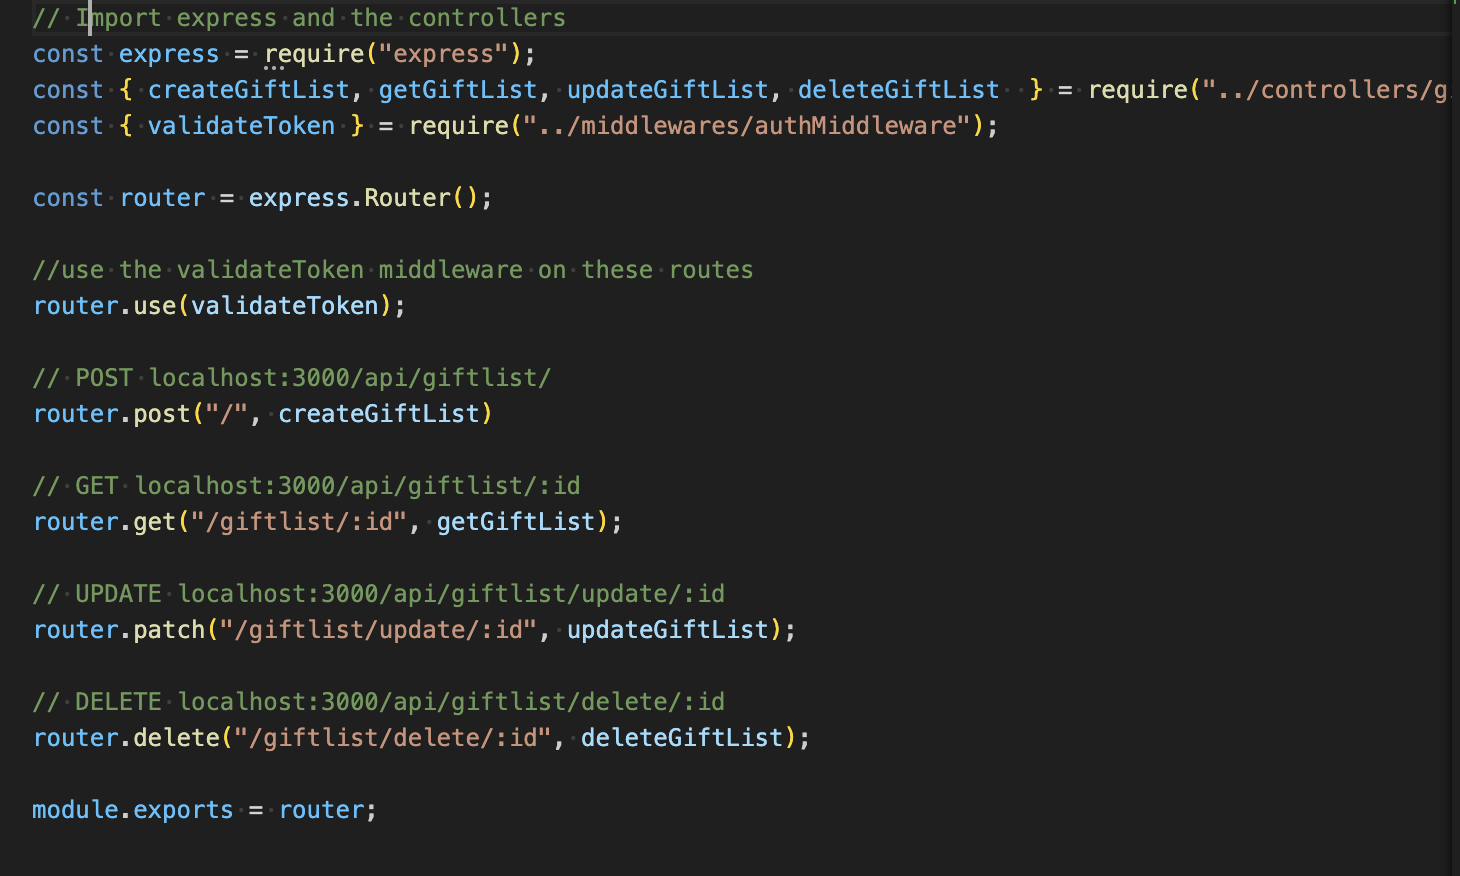 // Import express and the controllers
const express = require("express");
const { createGiftList, getGiftList, updateGiftList, deleteGiftList  } = require("../controllers/g
const { validateToken } = require("../middlewares/authMiddleware");
const router = express.Router();
//use the validateToken middleware on these routes
router.use(validateToken);
// POST localhost:3000/api/giftlist/
router.post("/", createGiftList)
// GET localhost:3000/api/giftlist/:id
router.get("/giftlist/:id", getGiftList);
// UPDATE localhost:3000/api/giftlist/update/:id
router.patch("/giftlist/update/:id", updateGiftList);
// DELETE localhost:3000/api/giftlist/delete/:id
router.delete("/giftlist/delete/:id", deleteGiftList);
module.exports = router;